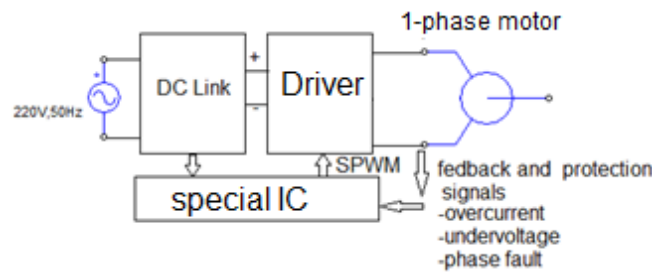 1-phase motor
+
DC Link
Driver
+
-
220V,50Hz
SPWM
special IC
fedback and protection
signals
-overcurrent
-undervoltage
-phase fault